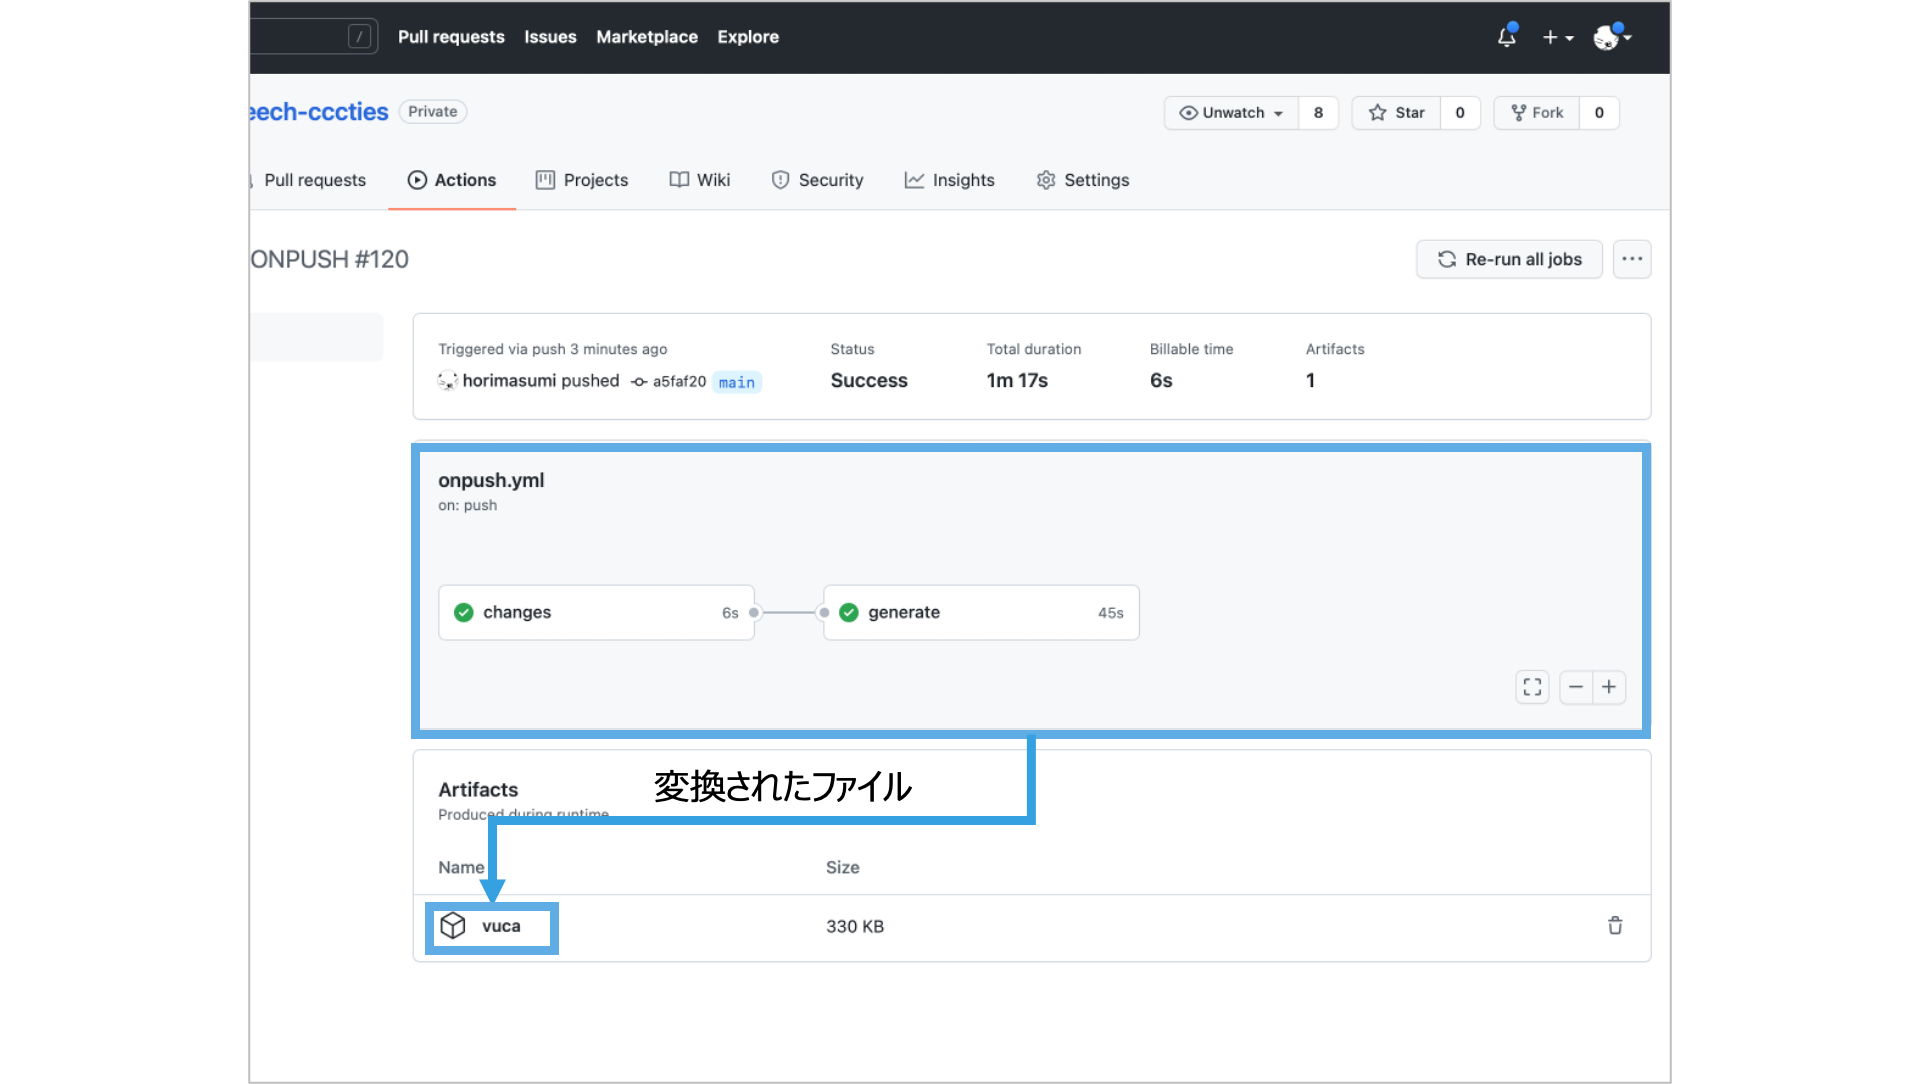 / Pull requests Issues Marketplace Explore
eech-cccties Private Unwatch 8 Star 0 Fork 0
Pull requests Actions Projects Wiki Security Insights Settings
ONPUSH #120 Re-run all jobs ...
Triggered via push 3 minutes ago Status Total duration Billable time Artifacts
horimasumi pushed a5faf20 main Success 1m 17s 6s 1
onpush.yml
on: push
changes 6s generate 45s
Artifacts
変換されたファイル
Produced during runtime
Name Size
vuca 330 KB